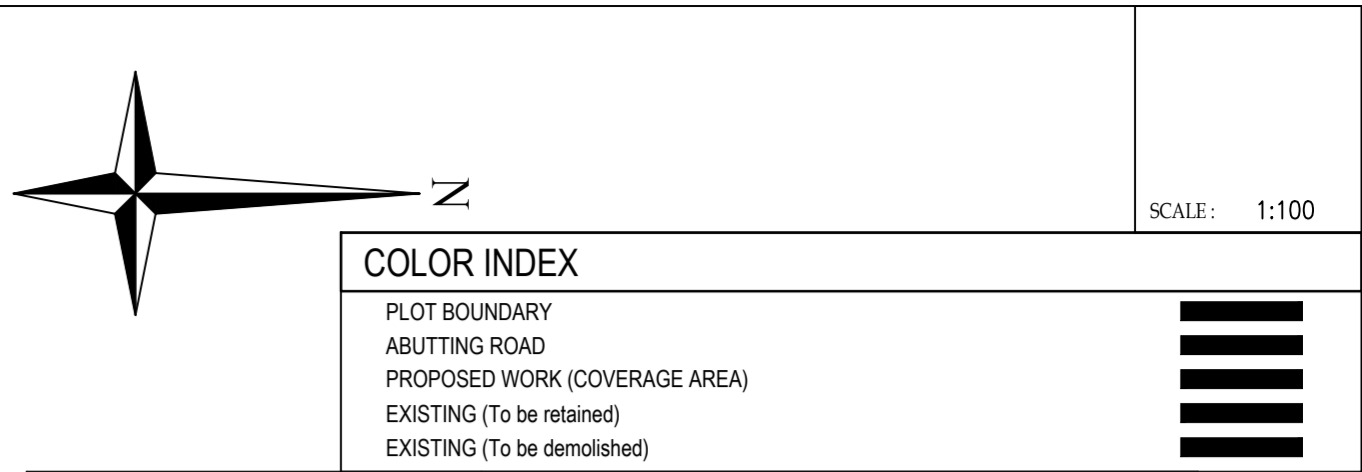 N
SCALE : 1:100
COLOR INDEX
PLOT BOUNDARY
ABUTTING ROAD
PROPOSED WORK (COVERAGE AREA)
EXISTING (To be retained)
EXISTING (To be demolished)